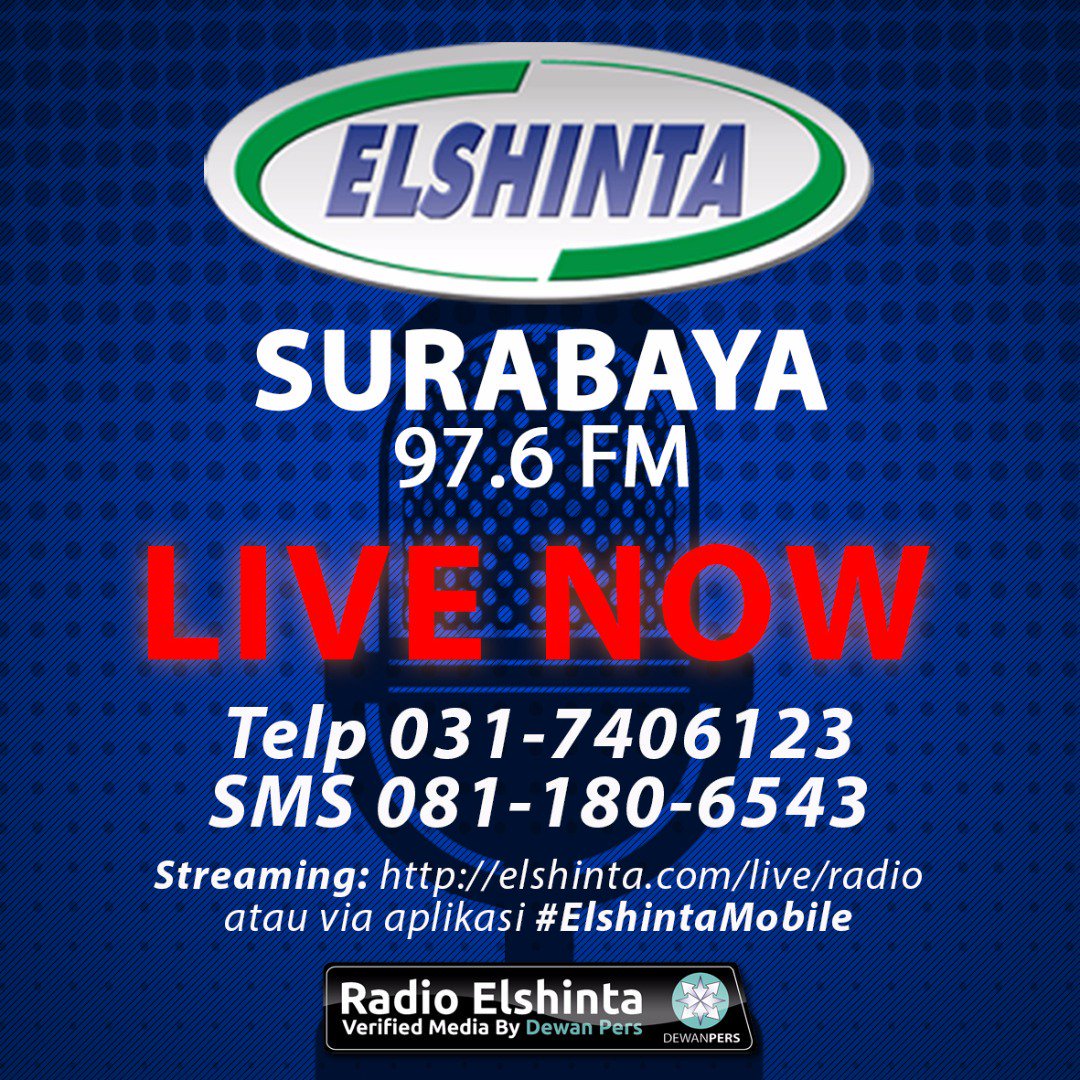 ELSHINTA
SURABAYA
97.6 FM
LIVE NOW
Telp 031-7406123
SMS 081-180-6543
Streaming: http://elshinta.com/live/radio
atau via aplikasi #ElshintaMobile
Radio Elshinta
Verified Media By Dewan Pers
DEWANPERS